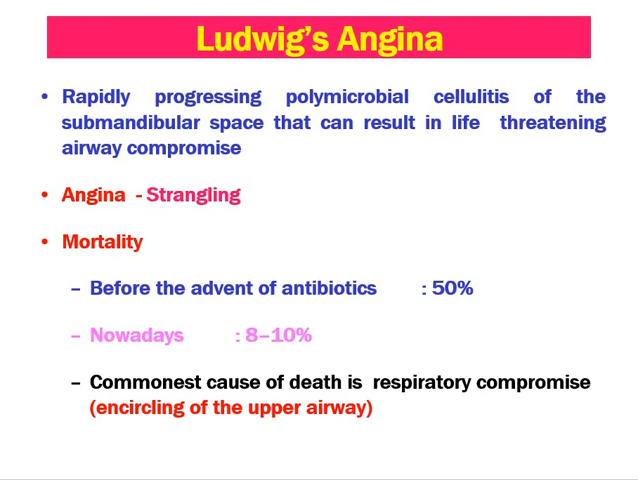 Ludwig's Angina
• Rapidly progressing polymicrobial cellulitis of the
submandibular space that can result in life threatening
airway compromise
• Angina - Strangling
• Mortality
– Before the advent of antibiotics : 50%
– Nowadays : 8–10%
– Commonest cause of death is respiratory compromise
(encircling of the upper airway)